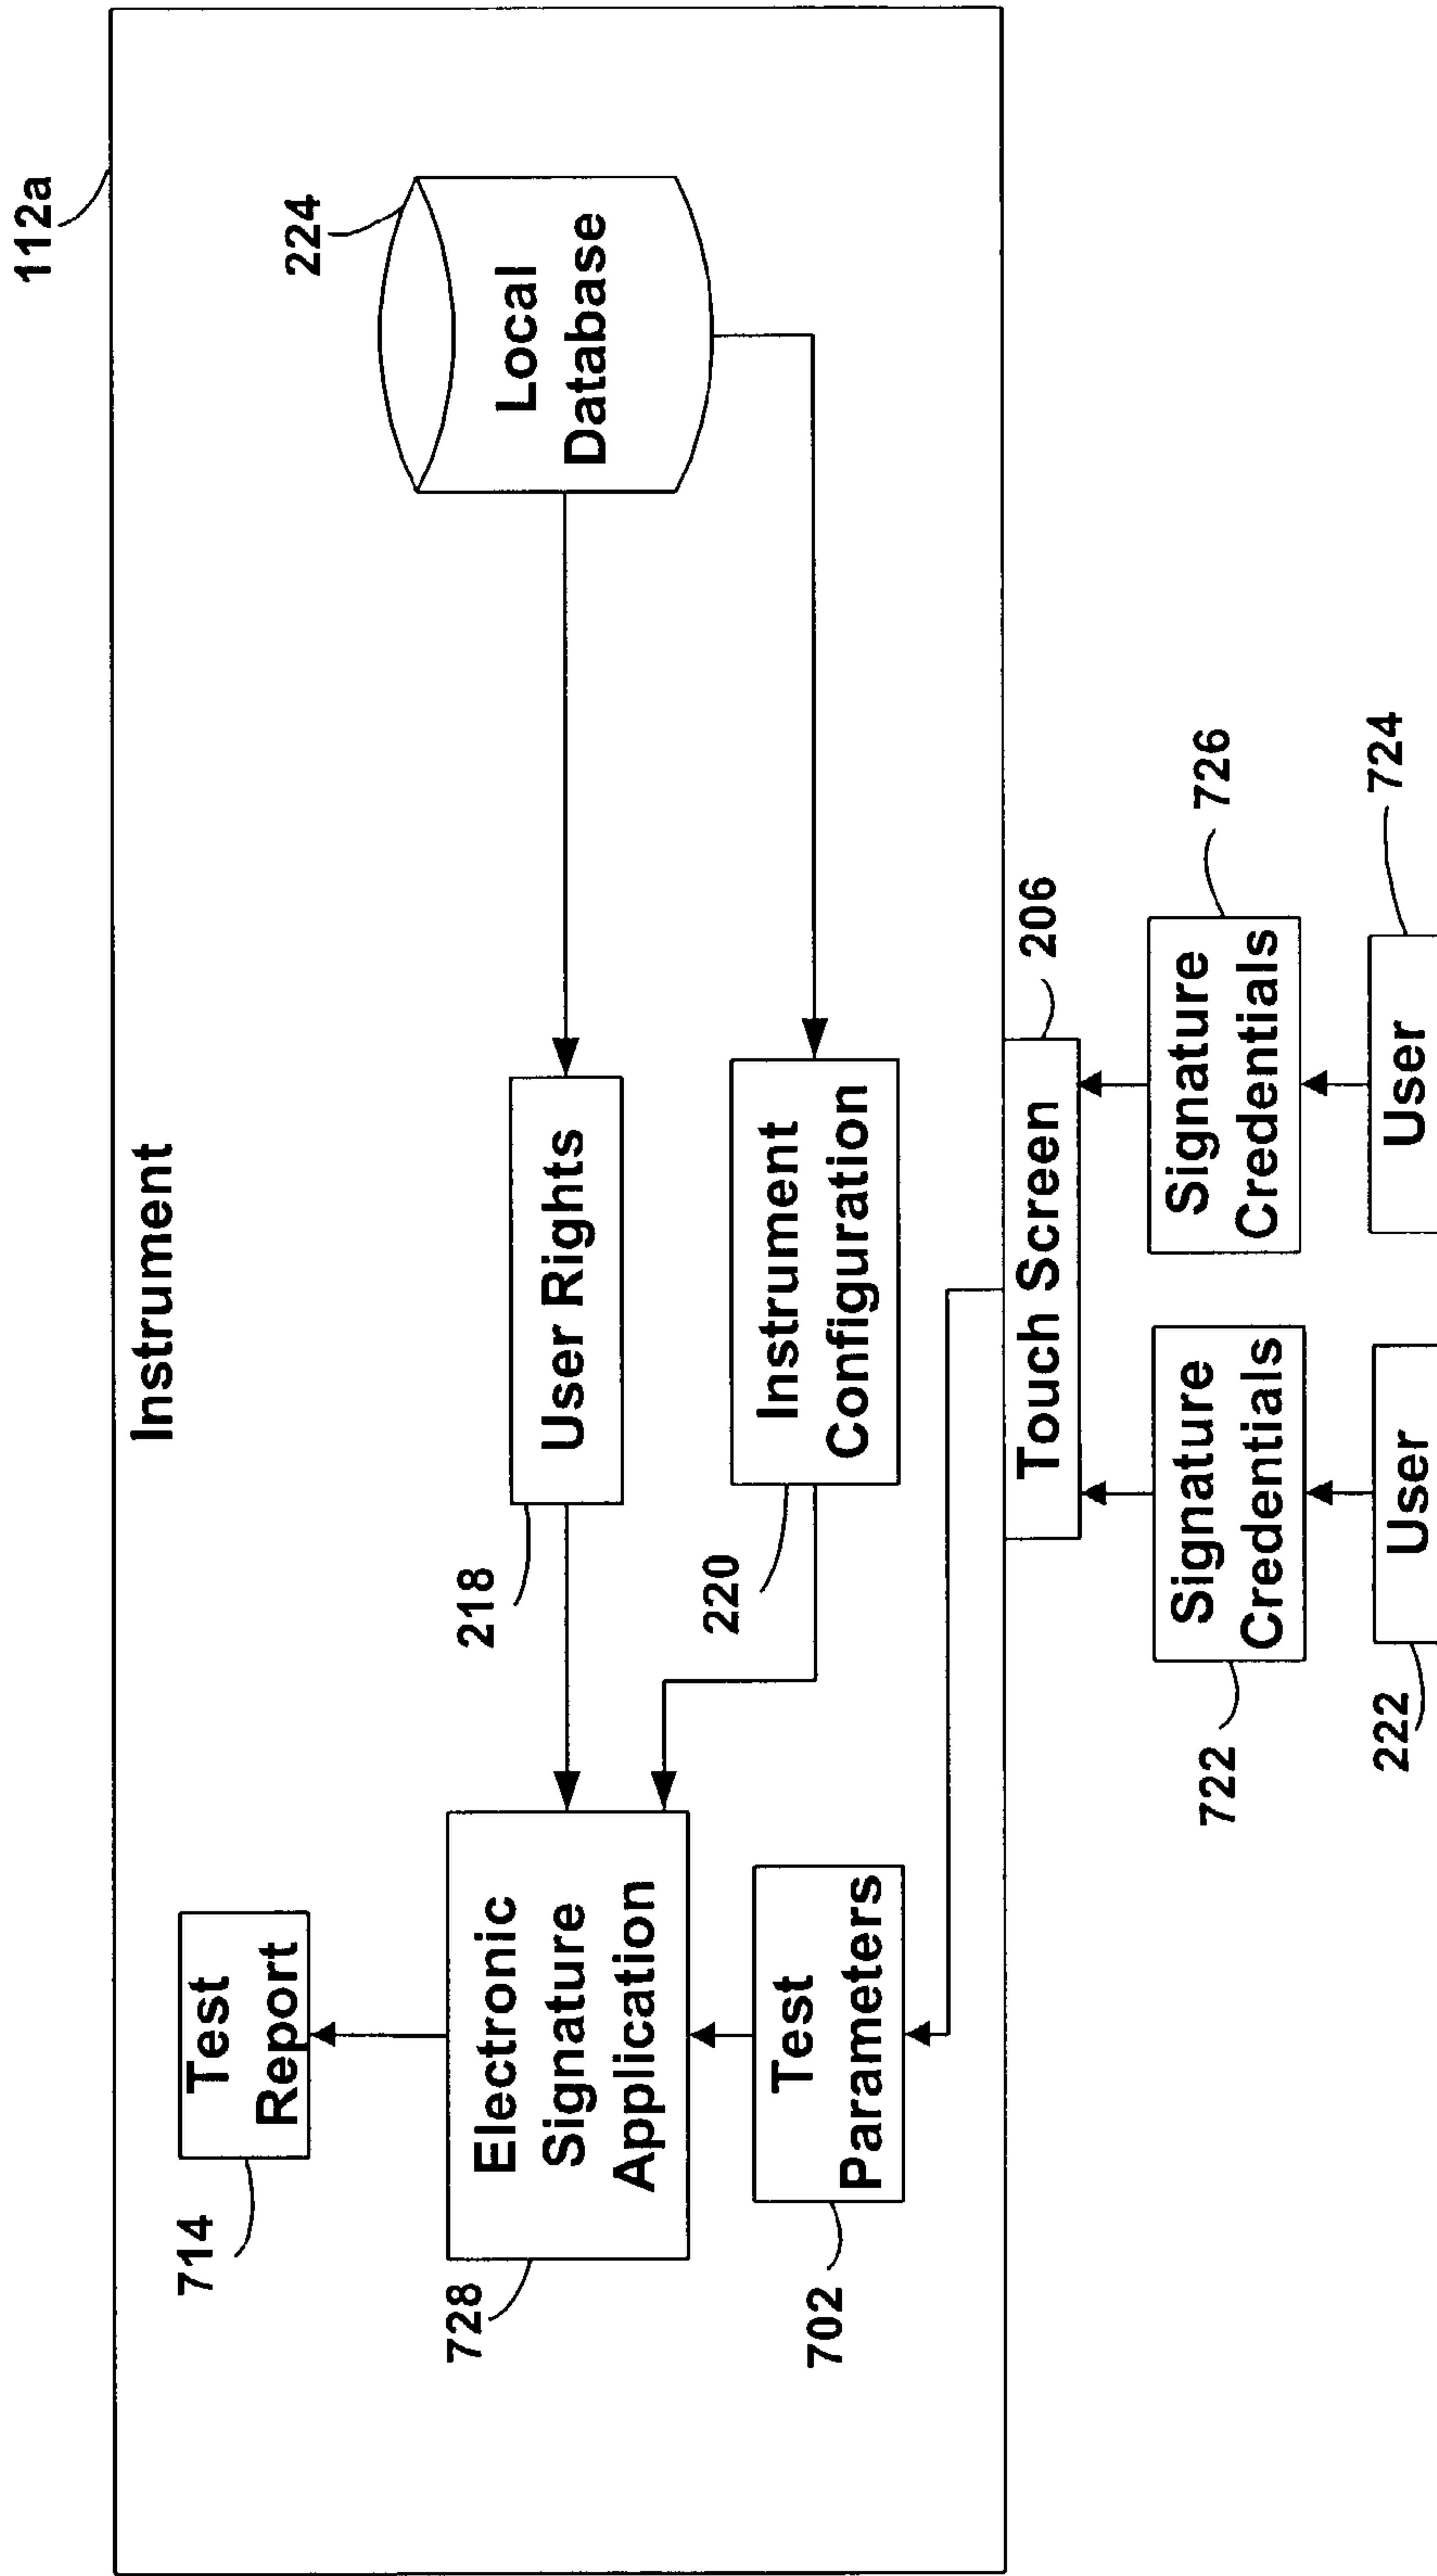 112a
Instrument
714
Test
Report
728
Electronic
Signature
Application
218
User Rights
224
Local
Database
702
Test
Parameters
220
Instrument
Configuration
Touch Screen
206
722
Signature
Credentials
Signature
Credentials
726
222
User
User
724